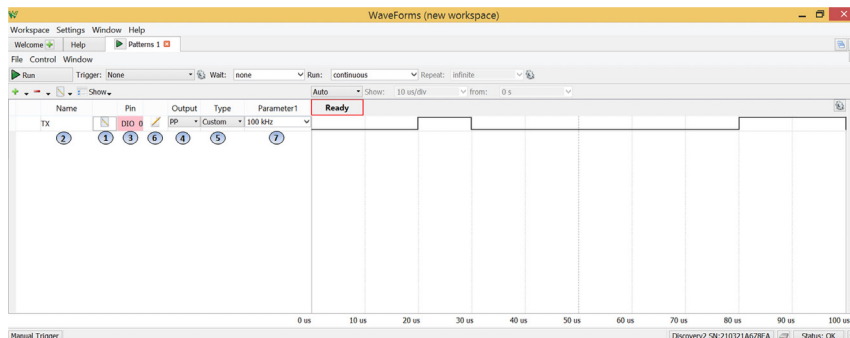 WaveForms (new workspace)
Workspace Settings Window Help
Welcome Help Patterns 1
File Control Window
Run Trigger: None Wait: none Run: continuous Repeat: infinite
Show Auto Show: 10 us/div from: 0 s
Name Pin Output Type Parameter1 Ready
TX DIO 0 PP Custom 100 kHz
2 1 3 6 4 5 7
0 us 10 us 20 us 30 us 40 us 50 us 60 us 70 us 80 us 90 us 100 us
Manual Trigger Discovery2 SN:210321A678EA Status: OK